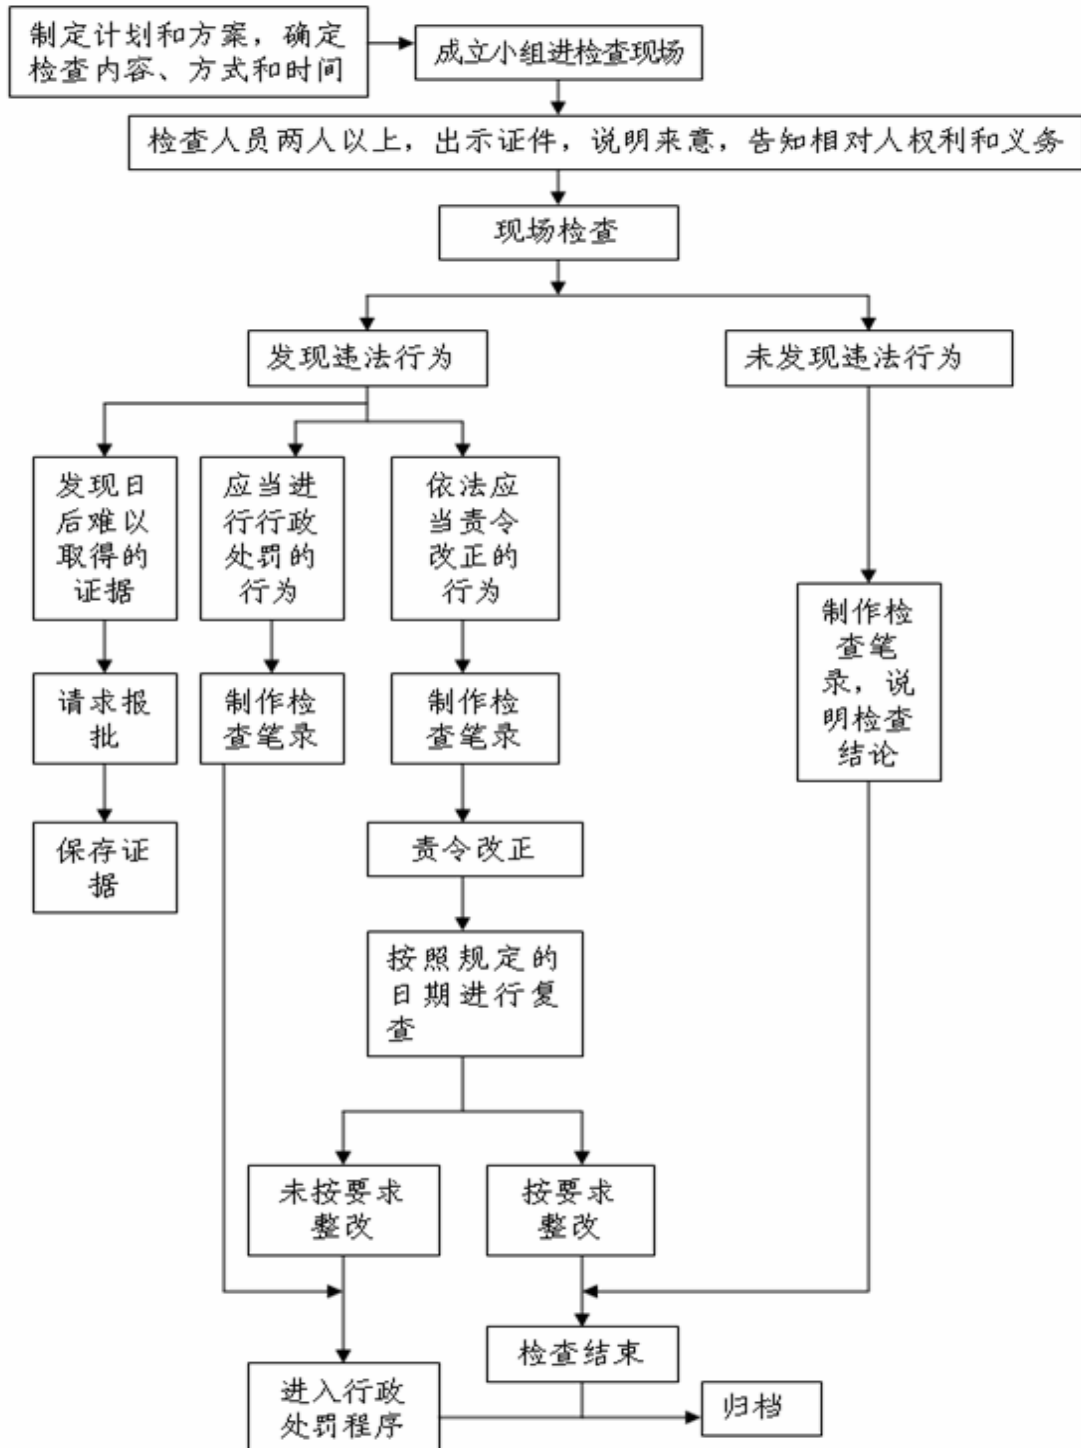 制定计划和方案，确定
检查内容、方式和时间
成立小组进检查现场
检查人员两人以上，出示证件，说明来意，告知相对人权利和义务
现场检查
发现违法行为
未发现违法行为
发现日
后难以
取得的
证据
应当进
行行政
处罚的
行为
依法应
当责令
改正的
行为
制作检
查笔
录，说
明检查
结论
请求报
批
制作检
查笔录
制作检
查笔录
保存证
据
责令改正
按照规定的
日期进行复
查
未按要求
整改
按要求
整改
检查结束
进入行政
处罚程序
归档